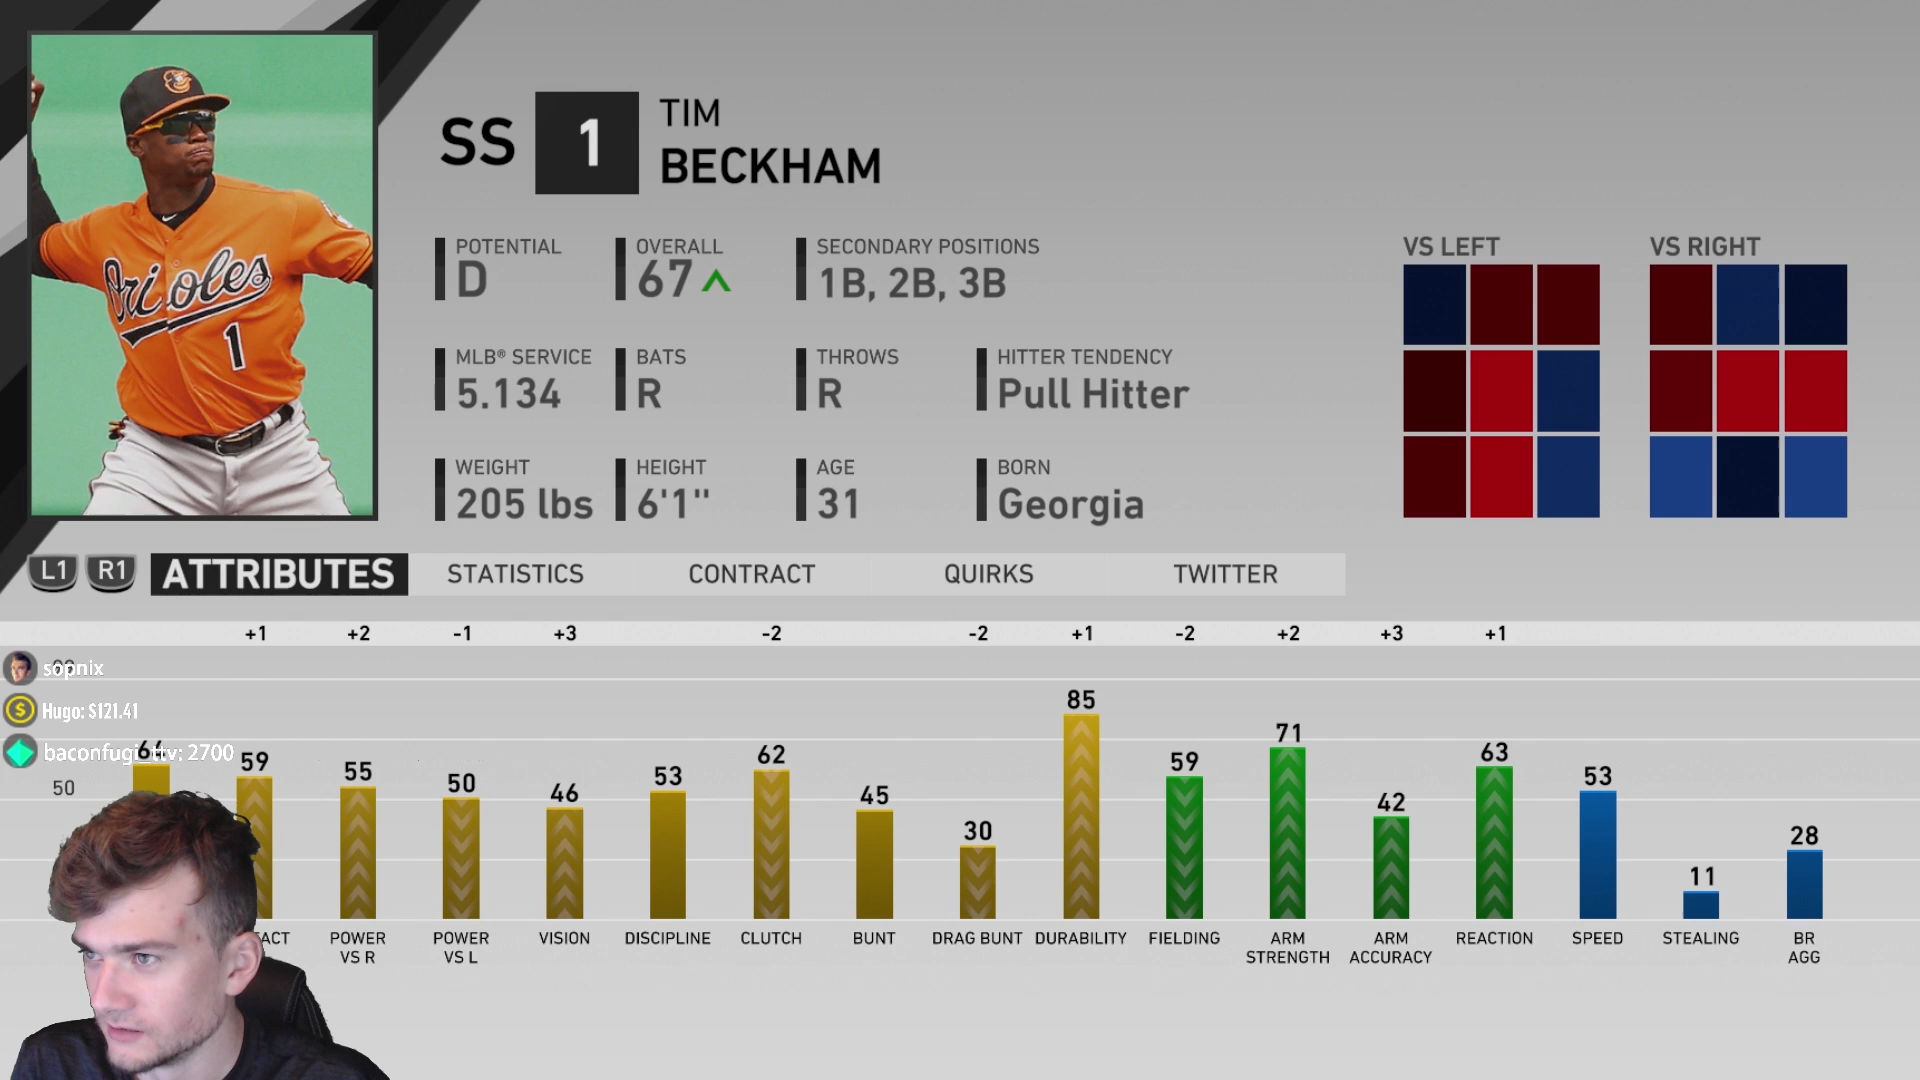 SS 1 TIM
BECKHAM
POTENTIAL
D
OVERALL
67
SECONDARY POSITIONS
1B, 2B, 3B
MLB® SERVICE
5.134
BATS
R
THROWS
R
HITTER TENDENCY
Pull Hitter
WEIGHT
205 lbs
HEIGHT
6'1"
AGE
31
BORN
Georgia
VS LEFT
VS RIGHT
Orioles
1
L1 R1 ATTRIBUTES STATISTICS CONTRACT QUIRKS TWITTER
+1 +2 -1 +3 -2 -2 +1 -2 +2 +3 +1
sopnix
Hugo: $121.41
baconfugi_ttv: 2700
50
59 55 50 46 53 62 45 30 85 59 71 42 63 53 11 28
POWER
VS R
POWER
VS L
VISION
DISCIPLINE
CLUTCH
BUNT
DRAG BUNT
DURABILITY
FIELDING
ARM
STRENGTH
ARM
ACCURACY
REACTION
SPEED
STEALING
BR
AGG